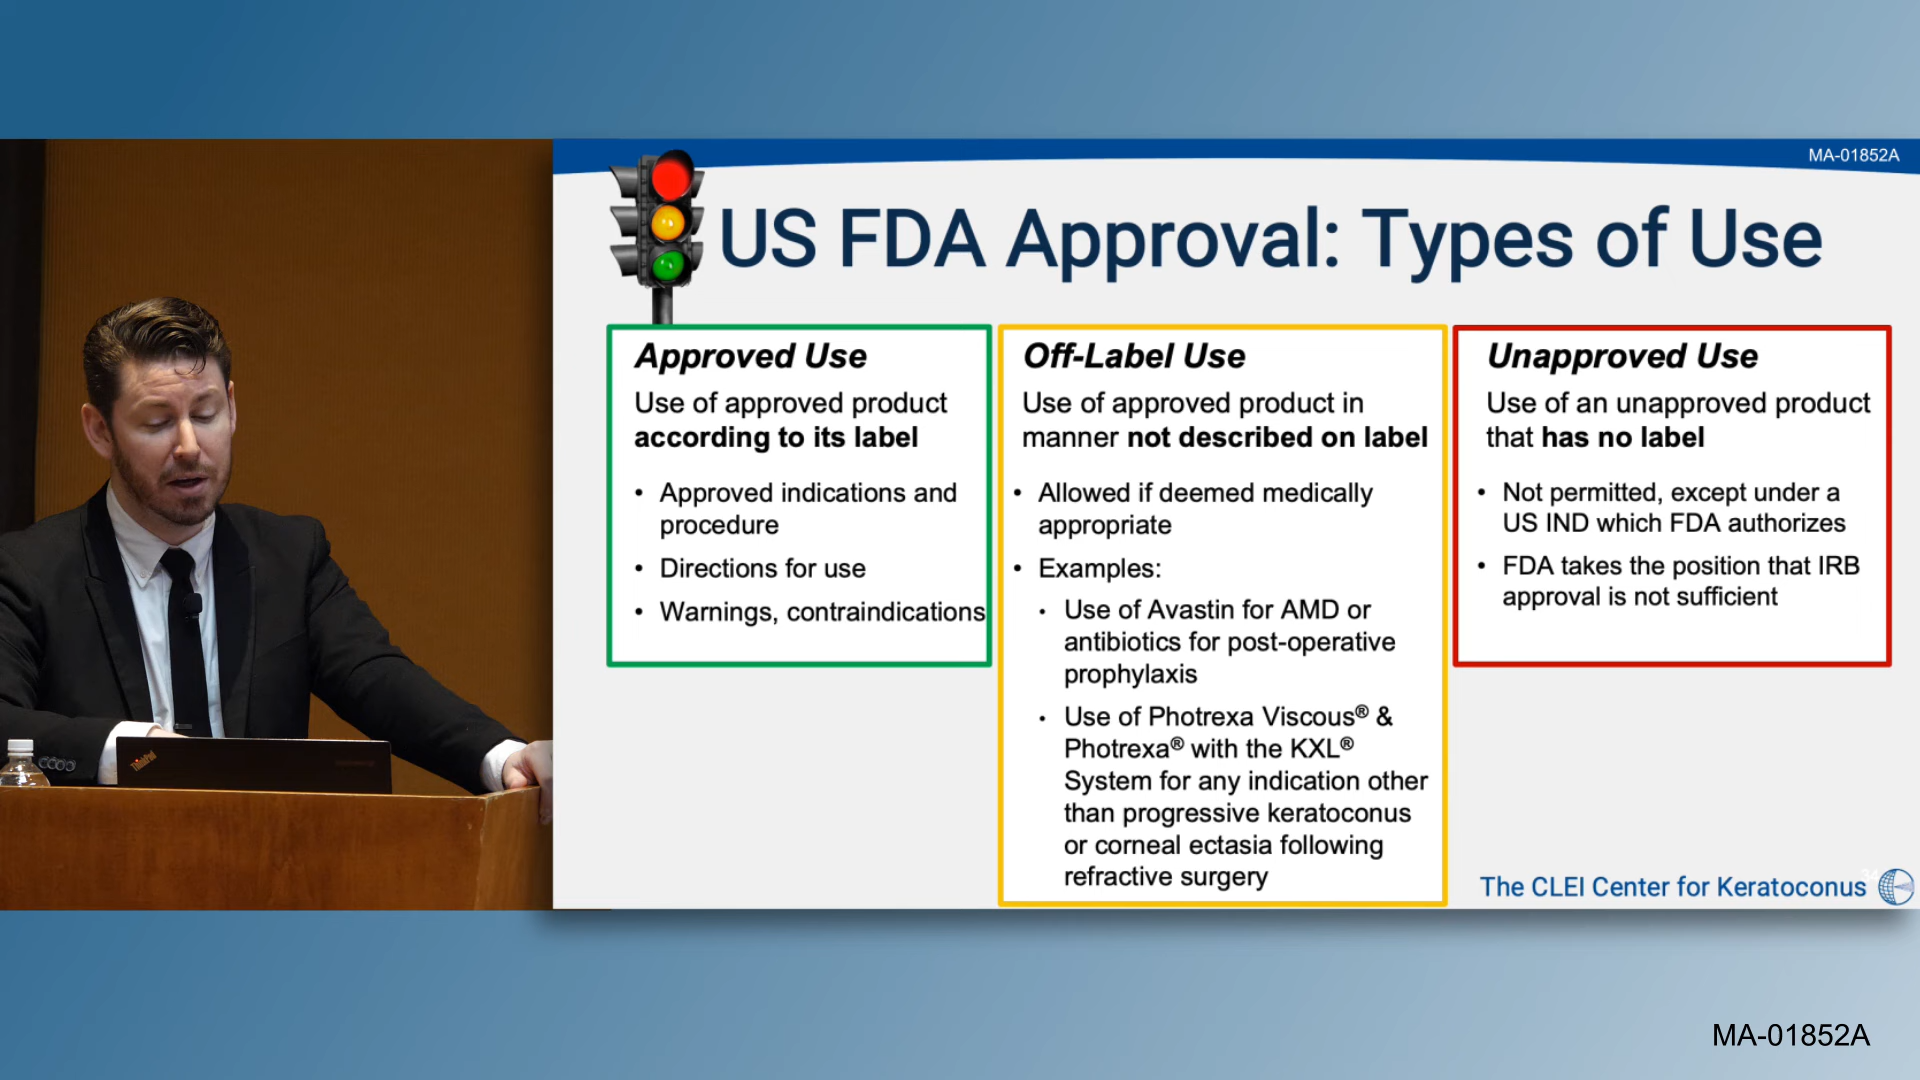 MA-01852A
US FDA Approval: Types of Use
Approved Use
Use of approved product
according to its label
• Approved indications and
procedure
• Directions for use
• Warnings, contraindications
Off-Label Use
Use of approved product in
manner not described on label
• Allowed if deemed medically
appropriate
• Examples:
• Use of Avastin for AMD or
antibiotics for post-operative
prophylaxis
• Use of Photrexa Viscous® &
Photrexa® with the KXL®
System for any indication other
than progressive keratoconus
or corneal ectasia following
refractive surgery
Unapproved Use
Use of an unapproved product
that has no label
• Not permitted, except under a
US IND which FDA authorizes
• FDA takes the position that IRB
approval is not sufficient
The CLEI Center for Keratoconus
34
ThinkPad
MA-01852A